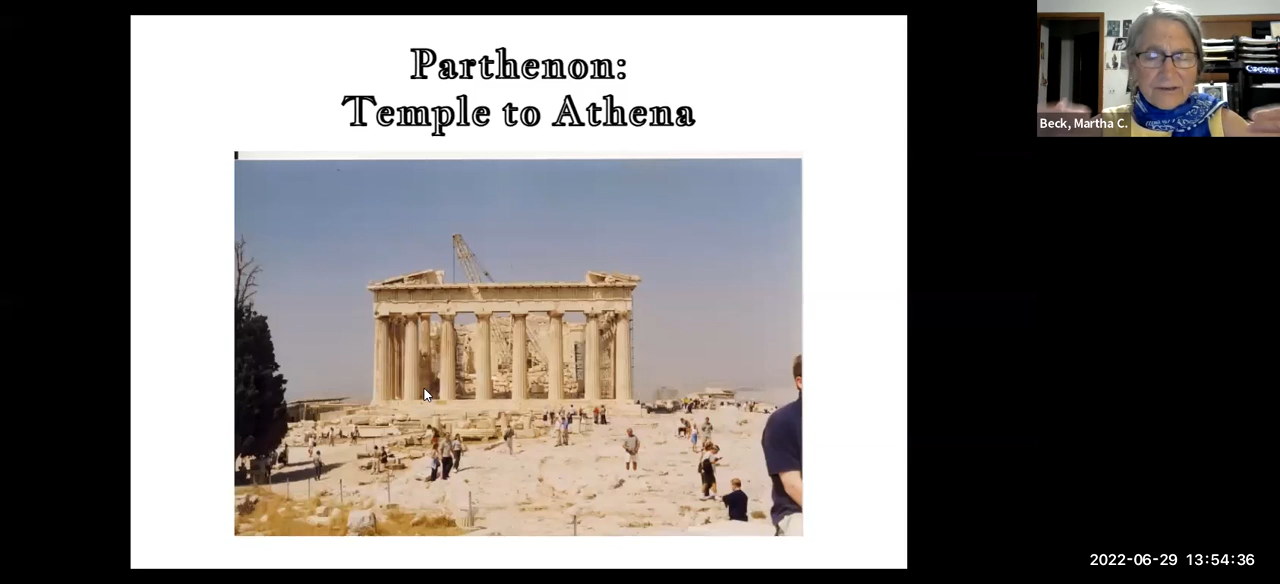 Parthenon:
Temple to Athena
Beck, Martha C.
2022-06-29 13:54:36